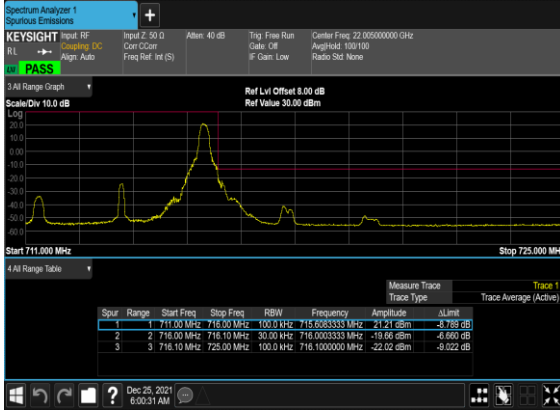 Spectrum Analyzer 1
Spurious Emissions
+
KEYSIGHT Input: RF Input Z: 50 Ω Atten: 40 dB Trig: Free Run Center Freq: 22.005000000 GHz
RL Coupling: DC Corr CCorr Gate: Off Avg|Hold: 100/100
Align: Auto Freq Ref: Int (S) IF Gain: Low Radio Std: None
PASS
3 All Range Graph Ref Lvl Offset 8.00 dB
Scale/Div 10.0 dB Ref Value 30.00 dBm
Log
20.0
10.0
0.00
-10.0
-20.0
-30.0
-40.0
-50.0
-60.0
Start 711.000 MHz Stop 725.000 MH
4 All Range Table
Measure Trace Trace 1
Trace Type Trace Average (Active)
Spur Range Start Freq Stop Freq RBW Frequency Amplitude ΔLimit
1 1 711.00 MHz 716.00 MHz 100.0 kHz 715.6083333 MHz 21.21 dBm -8.789 dB
2 2 716.00 MHz 716.10 MHz 30.00 kHz 716.0003333 MHz -19.66 dBm -6.660 dB
3 3 716.10 MHz 725.00 MHz 100.0 kHz 716.1000000 MHz -22.02 dBm -9.022 dB
? Dec 25, 2021
6:00:31 AM